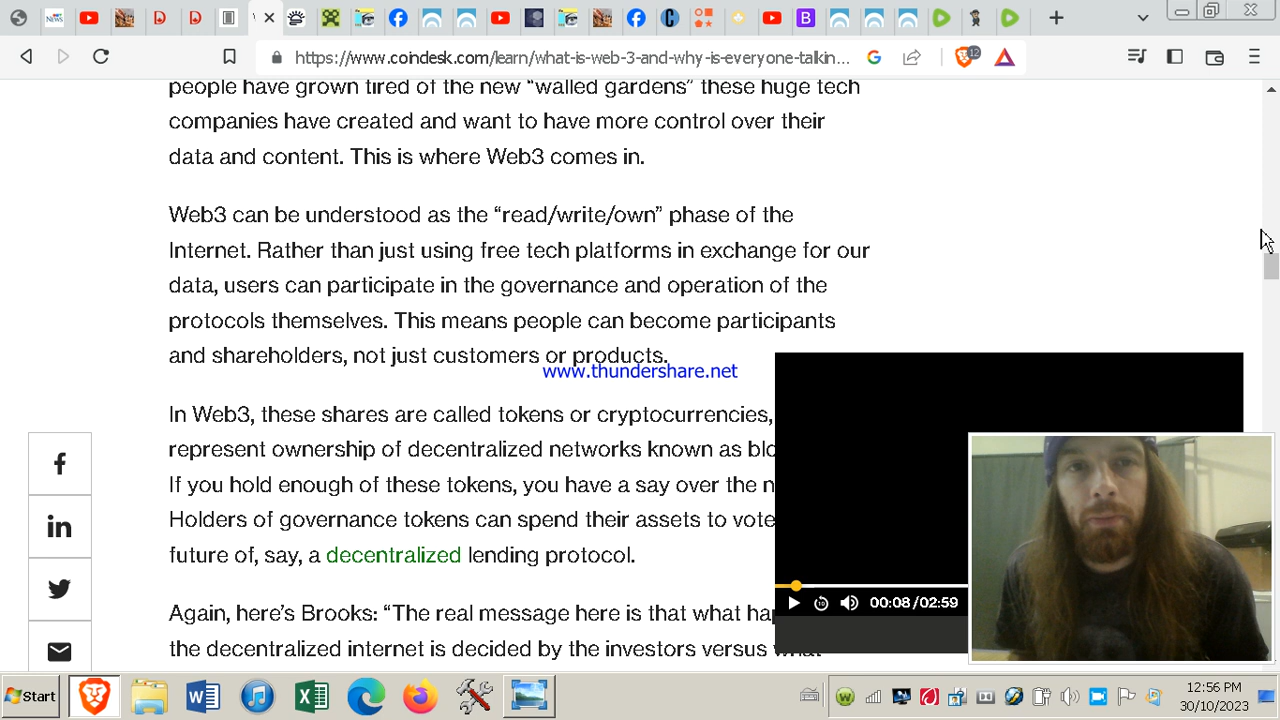 https://www.coindesk.com/learn/what-is-web-3-and-why-is-everyone-talkin...
12
people have grown tired of the new “walled gardens” these huge tech
companies have created and want to have more control over their
data and content. This is where Web3 comes in.
Web3 can be understood as the “read/write/own” phase of the
Internet. Rather than just using free tech platforms in exchange for our
data, users can participate in the governance and operation of the
protocols themselves. This means people can become participants
and shareholders, not just customers or products.
www.thundershare.net
In Web3, these shares are called tokens or cryptocurrencies,
represent ownership of decentralized networks known as blo
If you hold enough of these tokens, you have a say over the n
Holders of governance tokens can spend their assets to vote
future of, say, a decentralized lending protocol.
00:08/02:59
Again, here’s Brooks: “The real message here is that what ha
the decentralized internet is decided by the investors versus what
Start
12:56 PM
30/10/2023